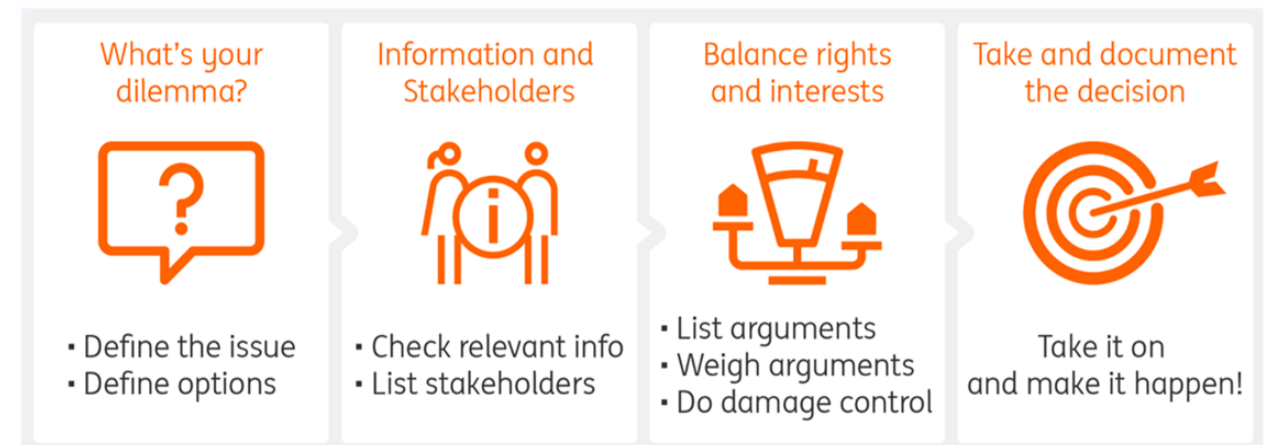 What's your
dilemma?
?
▪ Define the issue
▪ Define options
Information and
Stakeholders
i
▪ Check relevant info
▪ List stakeholders
Balance rights
and interests
▪ List arguments
▪ Weigh arguments
▪ Do damage control
Take and document
the decision
Take it on
and make it happen!